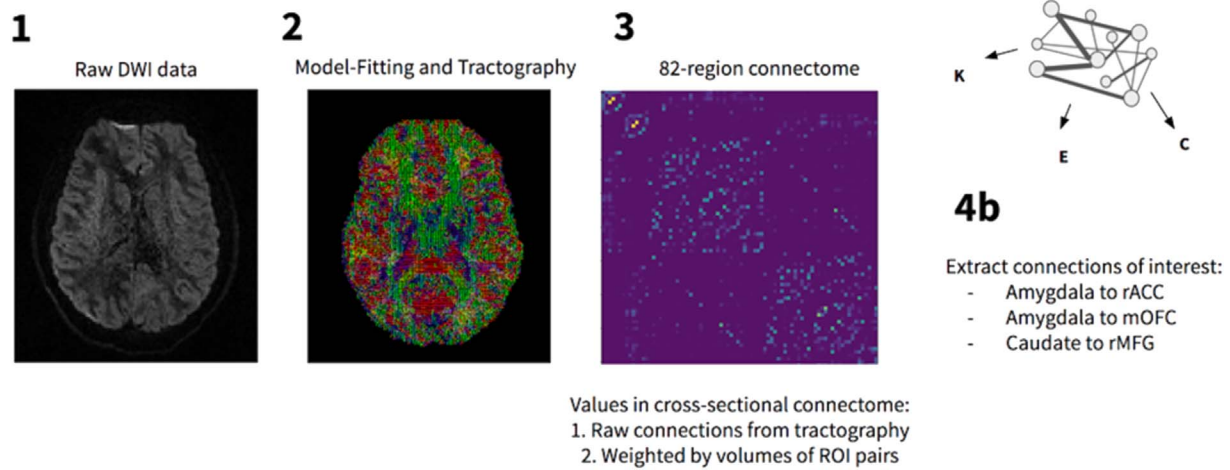 1
Raw DWI data
2
Model-Fitting and Tractography
3
82-region connectome
Values in cross-sectional connectome:
1. Raw connections from tractography
2. Weighted by volumes of ROI pairs
K
E
C
4b
Extract connections of interest:
- Amygdala to rACC
- Amygdala to mOFC
- Caudate to rMFG